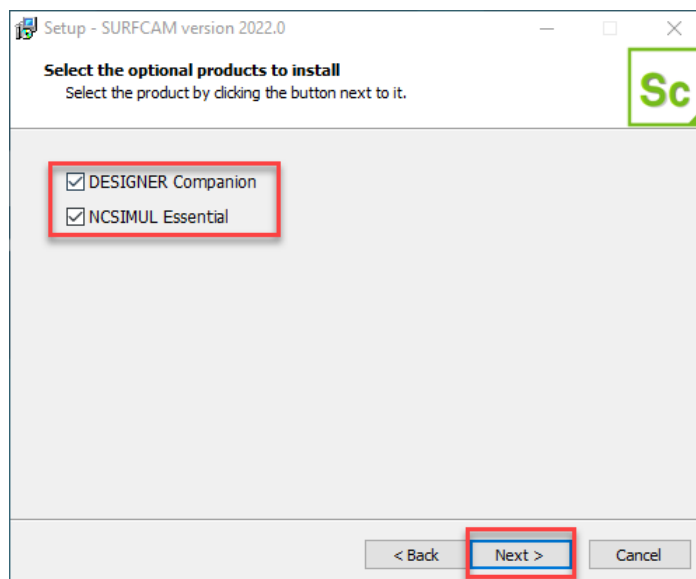 Setup - SURFCAM version 2022.0
Select the optional products to install
Select the product by clicking the button next to it.
Sc
DESIGNER Companion
NCSIMUL Essential
< Back
Next >
Cancel